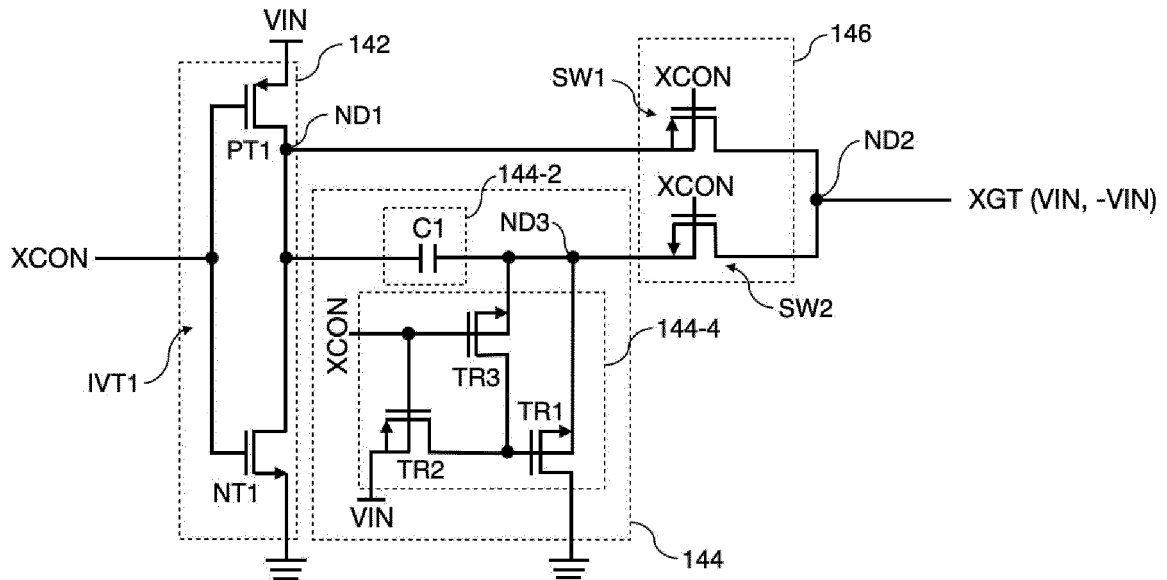 VIN
142
146
SW1
XCON
ND1
PT1
ND2
144-2
XCON
XGT (VIN, -VIN)
C1
ND3
XCON
SW2
XCON
144-4
IVT1
TR3
TR1
TR2
NT1
VIN
144